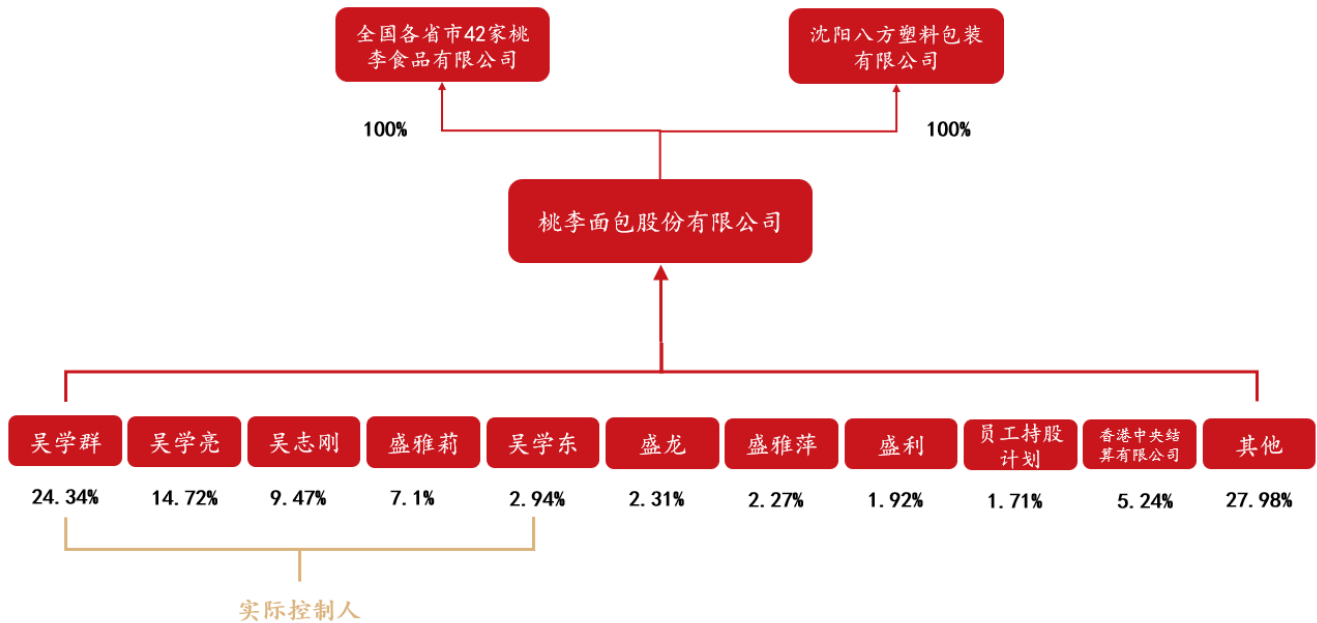 全国各省市42家桃
李食品有限公司
沈阳八方塑料包装
有限公司
100%
100%
桃李面包股份有限公司
吴学群
吴学亮
吴志刚
盛雅莉
吴学东
盛龙
盛雅萍
盛利
员工持股
计划
香港中央结
算有限公司
其他
24.34%
14.72%
9.47%
7.1%
2.94%
2.31%
2.27%
1.92%
1.71%
5.24%
27.98%
实际控制人